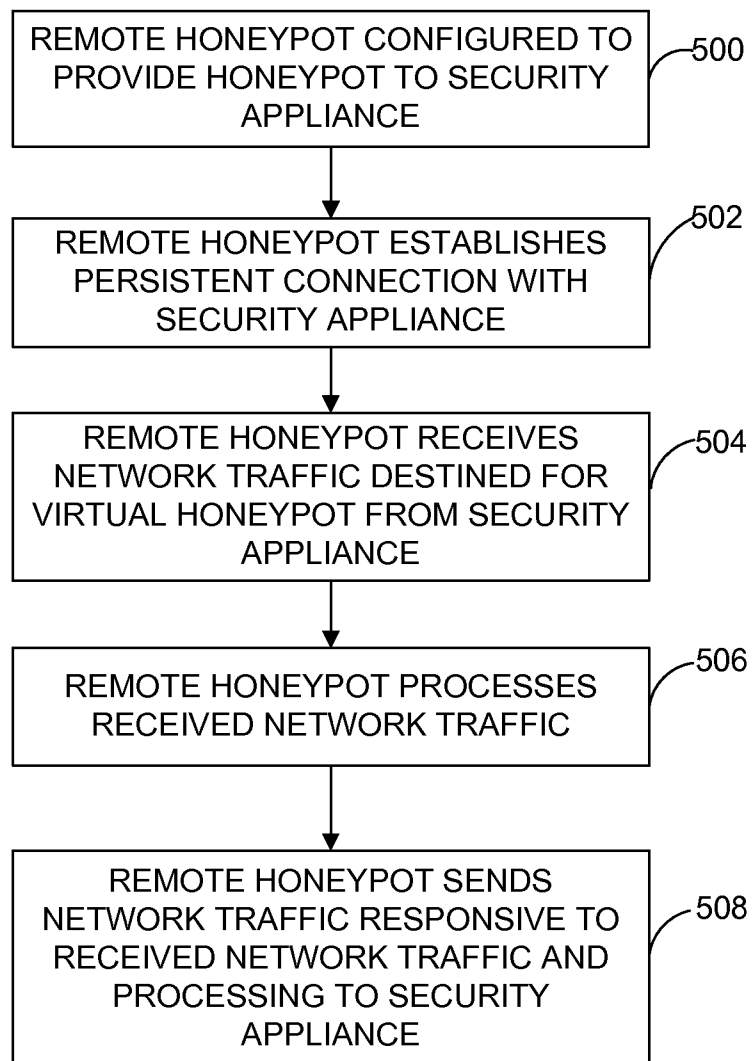 REMOTE HONEYPOT CONFIGURED TO
PROVIDE HONEYPOT TO SECURITY
APPLIANCE
500
REMOTE HONEYPOT ESTABLISHES
PERSISTENT CONNECTION WITH
SECURITY APPLIANCE
502
REMOTE HONEYPOT RECEIVES
NETWORK TRAFFIC DESTINED FOR
VIRTUAL HONEYPOT FROM SECURITY
APPLIANCE
504
REMOTE HONEYPOT PROCESSES
RECEIVED NETWORK TRAFFIC
506
REMOTE HONEYPOT SENDS
NETWORK TRAFFIC RESPONSIVE TO
RECEIVED NETWORK TRAFFIC AND
PROCESSING TO SECURITY
APPLIANCE
508